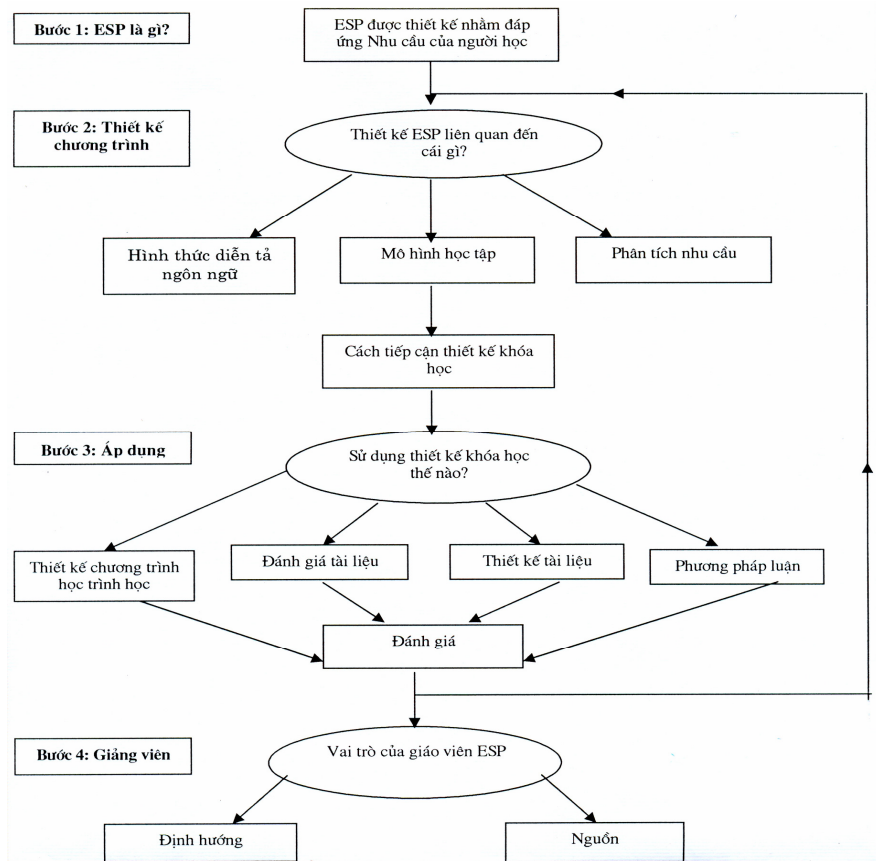 Bước 1: ESP là gì?
ESP được thiết kế nhằm đáp
ứng Nhu cầu của người học
Bước 2: Thiết kế
chương trình
Thiết kế ESP liên quan đến
cái gì?
Hình thức diễn tả
ngôn ngữ
Mô hình học tập
Phân tích nhu cầu
Cách tiếp cận thiết kế khóa
học
Bước 3: Áp dụng
Sử dụng thiết kế khóa học
thế nào?
Thiết kế chương trình
học trình học
Đánh giá tài liệu
Thiết kế tài liệu
Phương pháp luận
Đánh giá
Bước 4: Giảng viên
Vai trò của giáo viên ESP
Định hướng
Nguồn